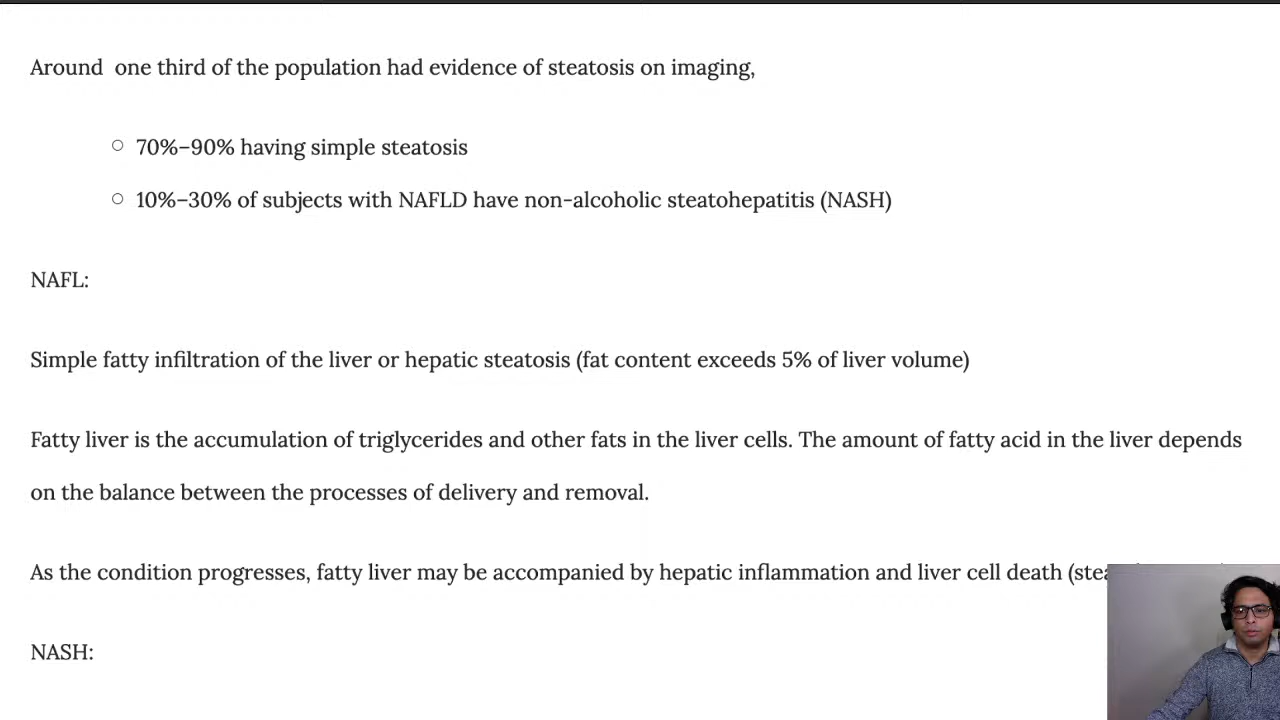 Around one third of the population had evidence of steatosis on imaging,
○ 70%–90% having simple steatosis
○ 10%–30% of subjects with NAFLD have non-alcoholic steatohepatitis (NASH)
NAFL:
Simple fatty infiltration of the liver or hepatic steatosis (fat content exceeds 5% of liver volume)
Fatty liver is the accumulation of triglycerides and other fats in the liver cells. The amount of fatty acid in the liver depends
on the balance between the processes of delivery and removal.
As the condition progresses, fatty liver may be accompanied by hepatic inflammation and liver cell death
NASH: